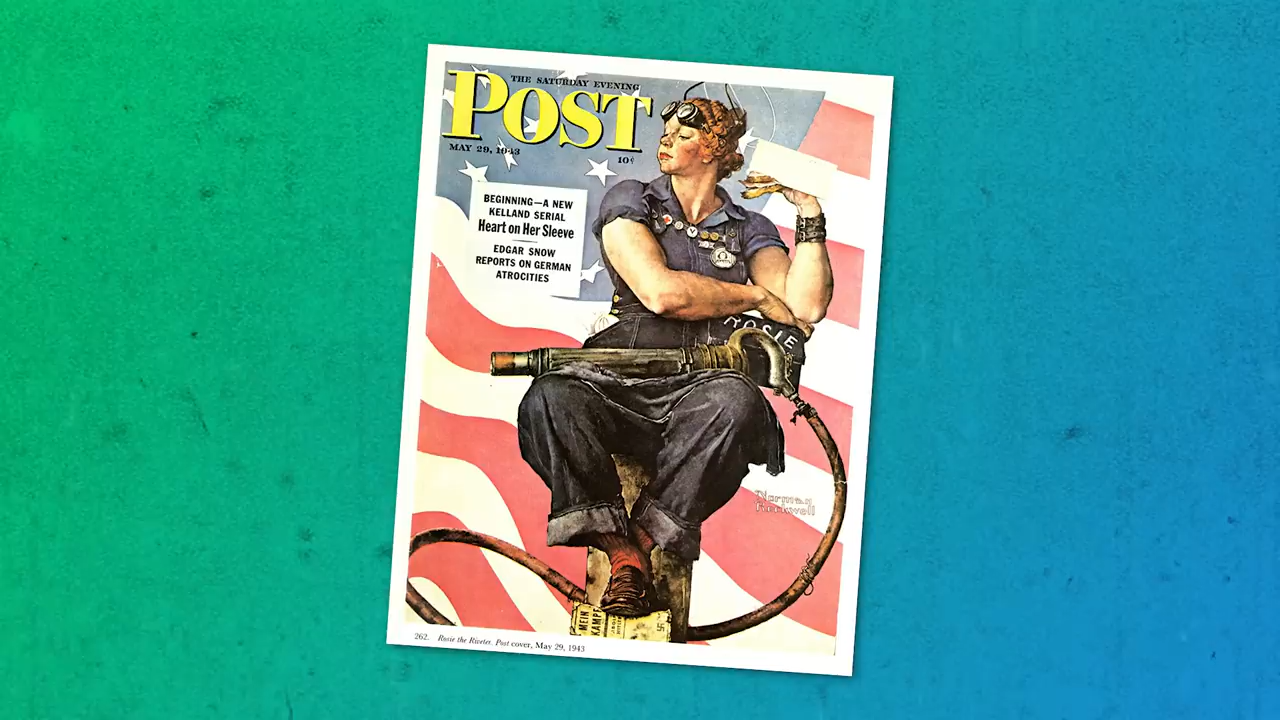 THE SATURDAY EVENING
POST
MAY 29, 1943
10¢
BEGINNING—A NEW
KELLAND SERIAL
Heart on Her Sleeve
EDGAR SNOW
REPORTS ON GERMAN
ATROCITIES
ROSIE
Norman
Rockwell
MEIN
KAMPF
262. Rosie the Riveter. Post cover, May 29, 1943